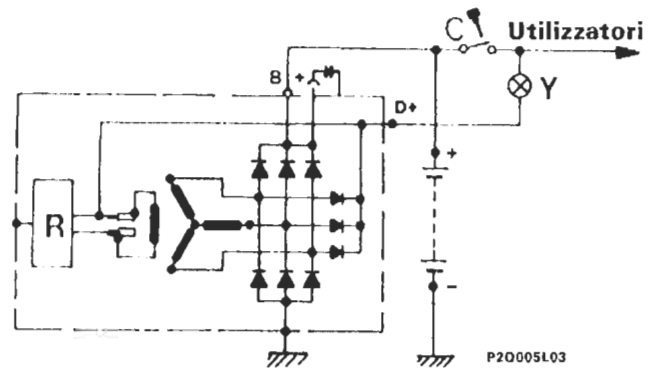 C
Utilizzatori
B
+
Y
D+
+
R
-
P2Q005L03